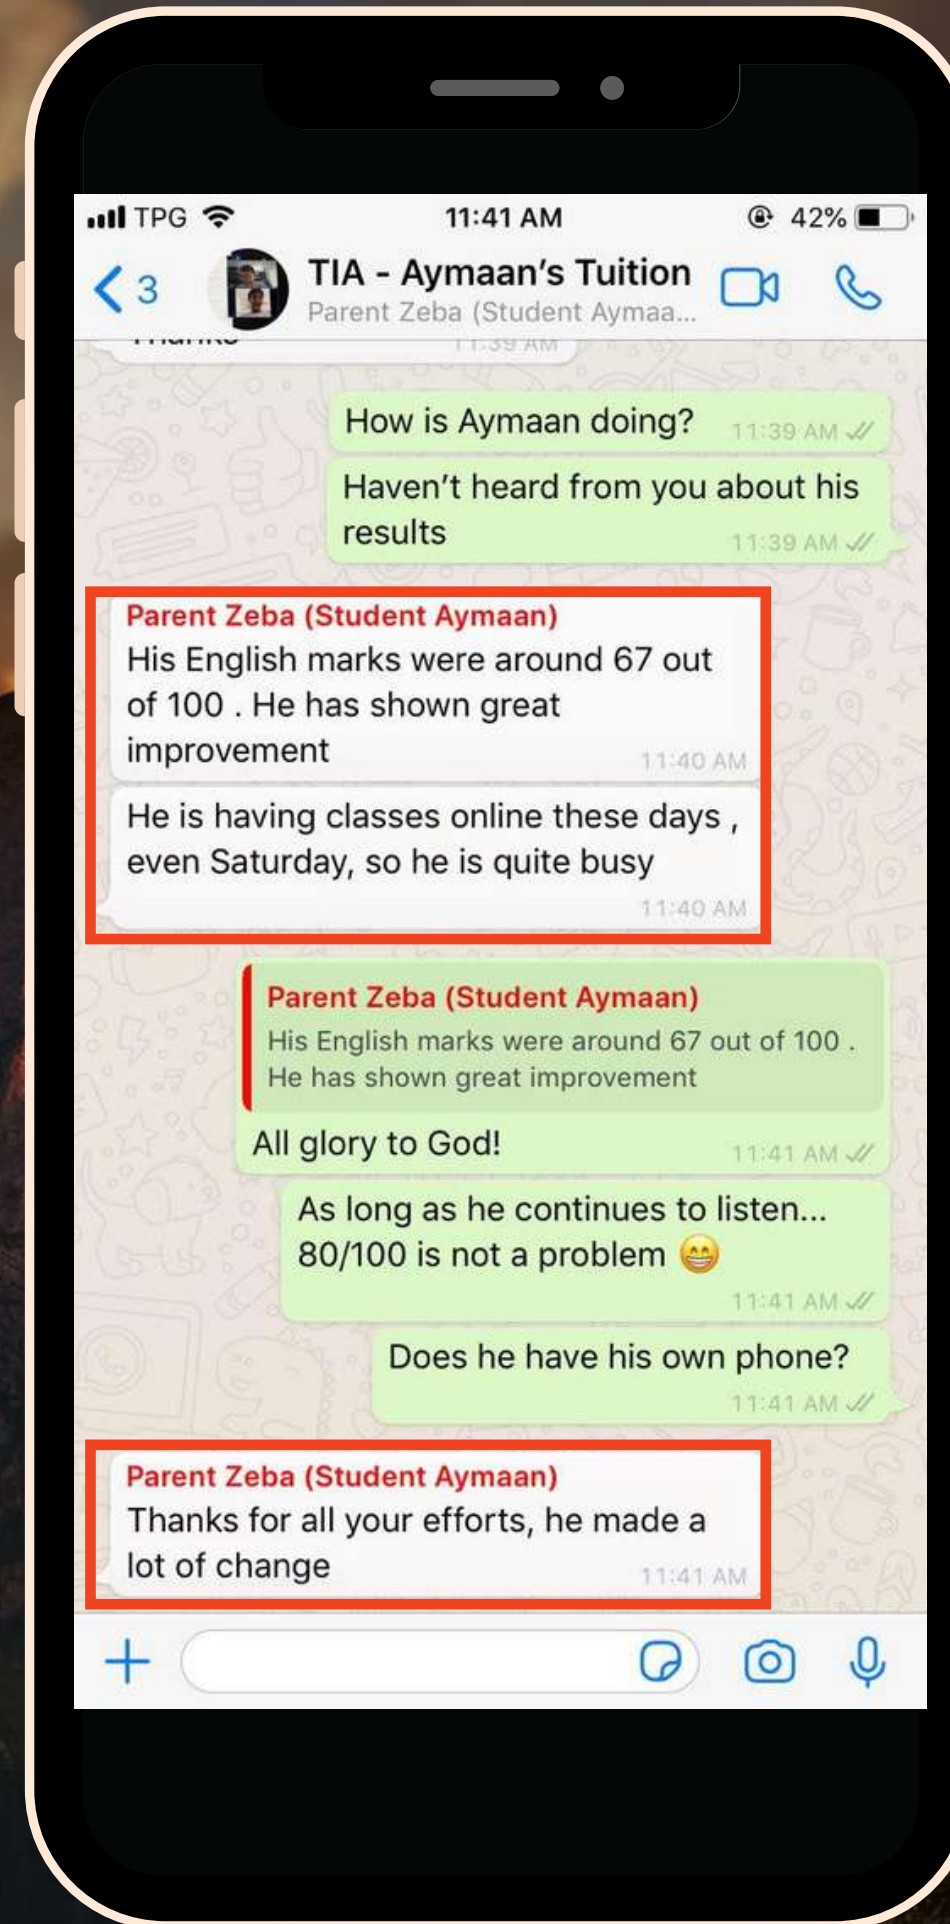 TPG 11:41 AM 42%
3 TIA - Aymaan's Tuition
Parent Zeba (Student Aymaa...
Thanks 11:39 AM
How is Aymaan doing? 11:39 AM
Haven't heard from you about his
results 11:39 AM
Parent Zeba (Student Aymaan)
His English marks were around 67 out
of 100 . He has shown great
improvement 11:40 AM
He is having classes online these days ,
even Saturday, so he is quite busy
11:40 AM
Parent Zeba (Student Aymaan)
His English marks were around 67 out of 100 .
He has shown great improvement
All glory to God! 11:41 AM
As long as he continues to listen...
80/100 is not a problem 😁
11:41 AM
Does he have his own phone?
11:41 AM
Parent Zeba (Student Aymaan)
Thanks for all your efforts, he made a
lot of change 11:41 AM